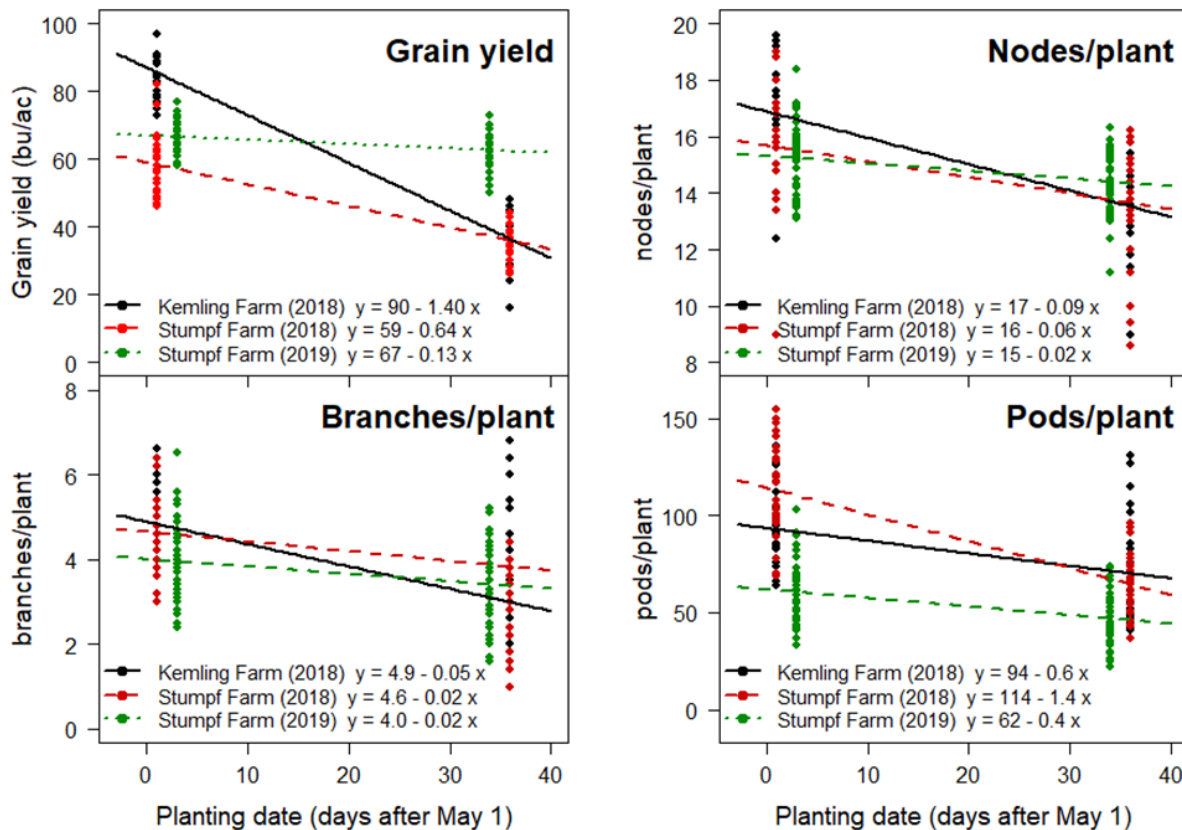 Grain yield
100
80
60
40
20
0
Grain yield (bu/ac)
Kemling Farm (2018) y = 90 - 1.40 x
Stumpf Farm (2018) y = 59 - 0.64 x
Stumpf Farm (2019) y = 67 - 0.13 x
Nodes/plant
20
18
16
14
12
10
8
nodes/plant
Kemling Farm (2018) y = 17 - 0.09 x
Stumpf Farm (2018) y = 16 - 0.06 x
Stumpf Farm (2019) y = 15 - 0.02 x
Branches/plant
8
6
4
2
0
branches/plant
Kemling Farm (2018) y = 4.9 - 0.05 x
Stumpf Farm (2018) y = 4.6 - 0.02 x
Stumpf Farm (2019) y = 4.0 - 0.02 x
0 10 20 30 40
Planting date (days after May 1)
Pods/plant
150
100
50
0
pods/plant
Kemling Farm (2018) y = 94 - 0.6 x
Stumpf Farm (2018) y = 114 - 1.4 x
Stumpf Farm (2019) y = 62 - 0.4 x
0 10 20 30 40
Planting date (days after May 1)